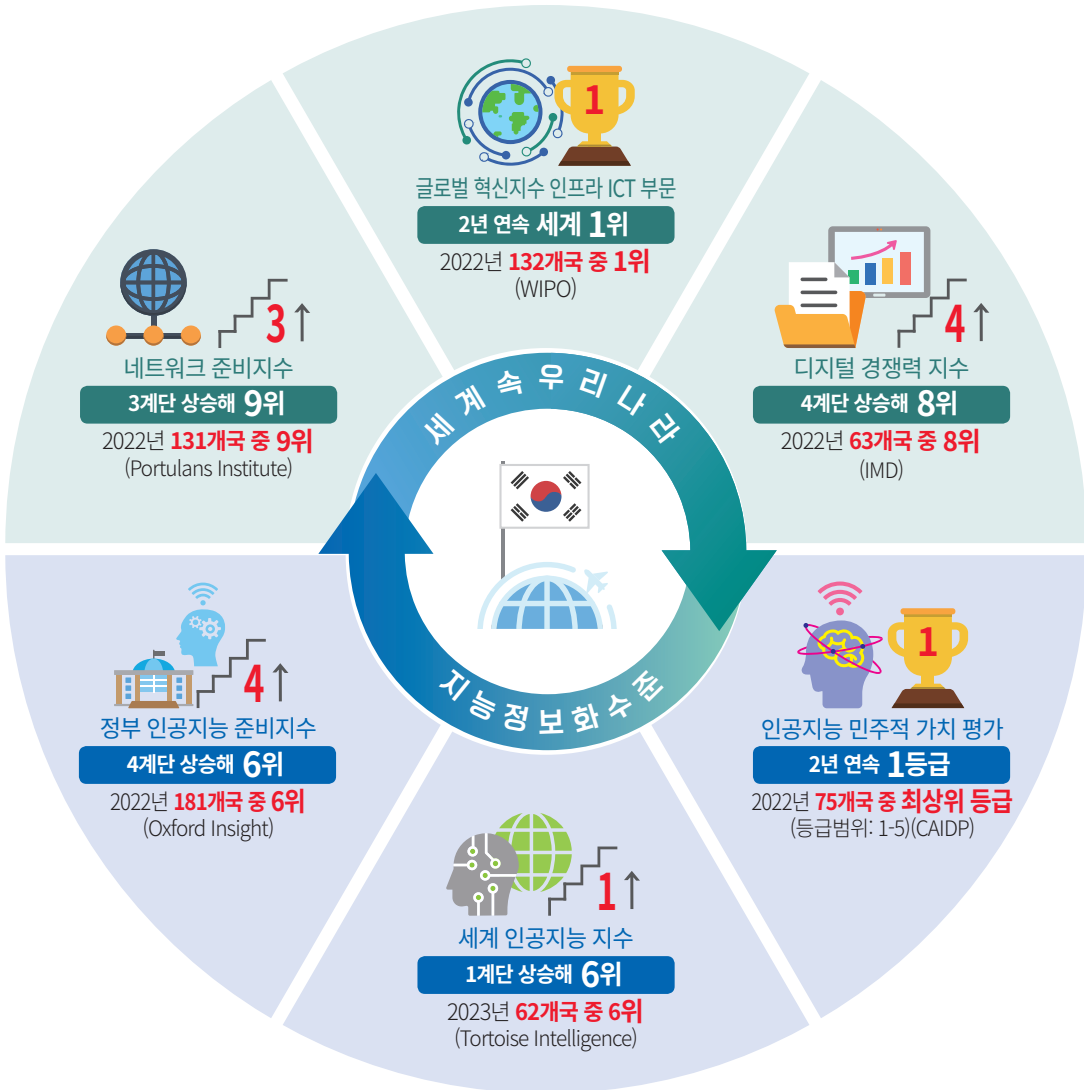 1
글로벌 혁신지수 인프라 ICT 부문
2년 연속 세계 1위
2022년 132개국 중 1위
(WIPO)
4
디지털 경쟁력 지수
4계단 상승해 8위
2022년 63개국 중 8위
(IMD)
1
인공지능 민주적 가치 평가
2년 연속 1등급
2022년 75개국 중 최상위 등급
(등급범위: 1-5)(CAIDP)
1
세계 인공지능 지수
1계단 상승해 6위
2023년 62개국 중 6위
(Tortoise Intelligence)
4
정부 인공지능 준비지수
4계단 상승해 6위
2022년 181개국 중 6위
(Oxford Insight)
3
네트워크 준비지수
3계단 상승해 9위
2022년 131개국 중 9위
(Portulans Institute)
세계 속 우리나라
지능정보화수준